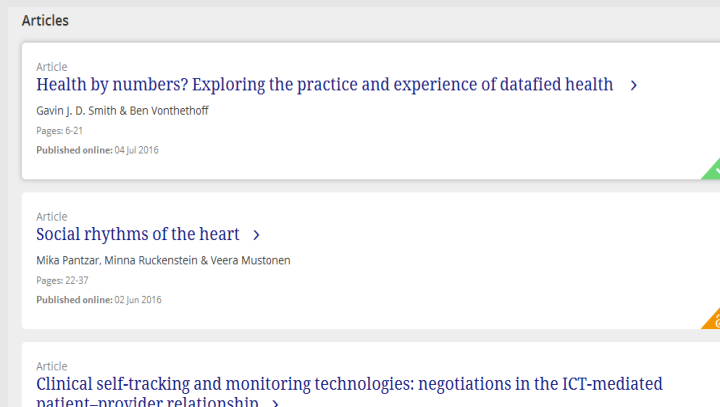 Articles
Article
Health by numbers? Exploring the practice and experience of datafied health
Gavin J. D. Smith & Ben Vonthethoff
Pages: 6-21
Published online: 04 Jul 2016
Article
Social rhythms of the heart
Mika Pantzar, Minna Ruckenstein & Veera Mustonen
Pages: 22-37
Published online: 02 Jun 2016
Article
Clinical self-tracking and monitoring technologies: negotiations in the ICT-mediated
patient–provider relationship